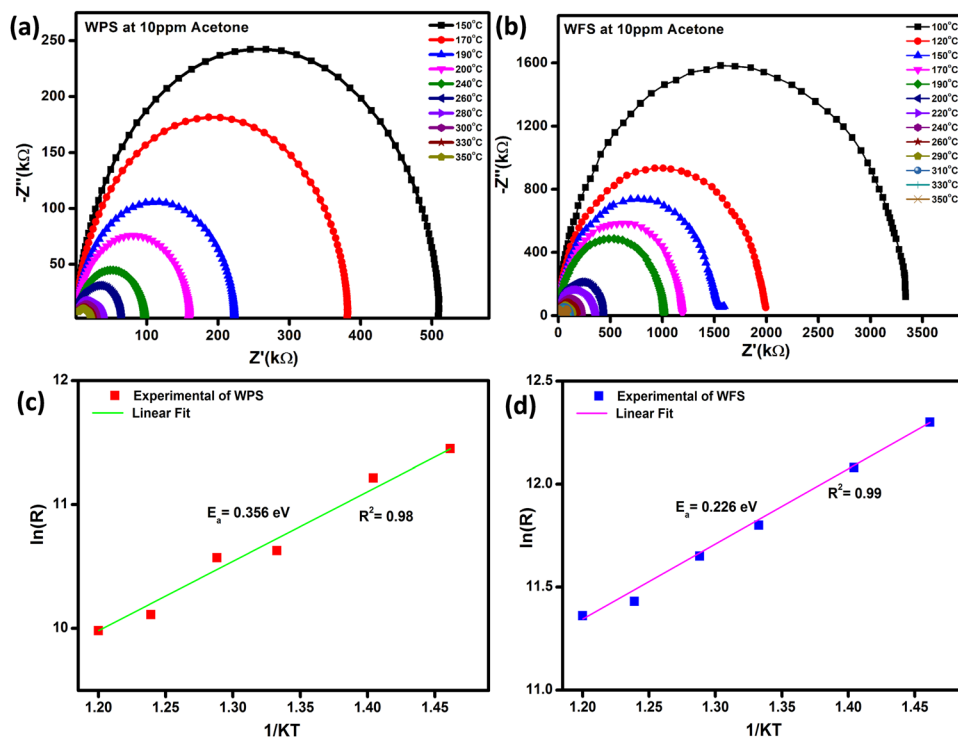 (a)
WPS at 10ppm Acetone
150°C
170°C
190°C
200°C
240°C
260°C
280°C
300°C
330°C
350°C
-Z''(kΩ)
250
200
150
100
50
100
200
300
400
500
Z'(kΩ)
(b)
WFS at 10ppm Acetone
100°C
120°C
150°C
170°C
190°C
200°C
220°C
240°C
260°C
290°C
310°C
330°C
350°C
-Z''(kΩ)
1600
1200
800
400
0
0
500
1000
1500
2000
2500
3000
3500
Z'(kΩ)
(c)
Experimental of WPS
Linear Fit
Ea= 0.356 eV
R²= 0.98
ln(R)
12
11
10
1.20
1.25
1.30
1.35
1.40
1.45
1/KT
(d)
Experimental of WFS
Linear Fit
Ea= 0.226 eV
R²= 0.99
ln(R)
12.5
12.0
11.5
11.0
1.20
1.25
1.30
1.35
1.40
1.45
1/KT